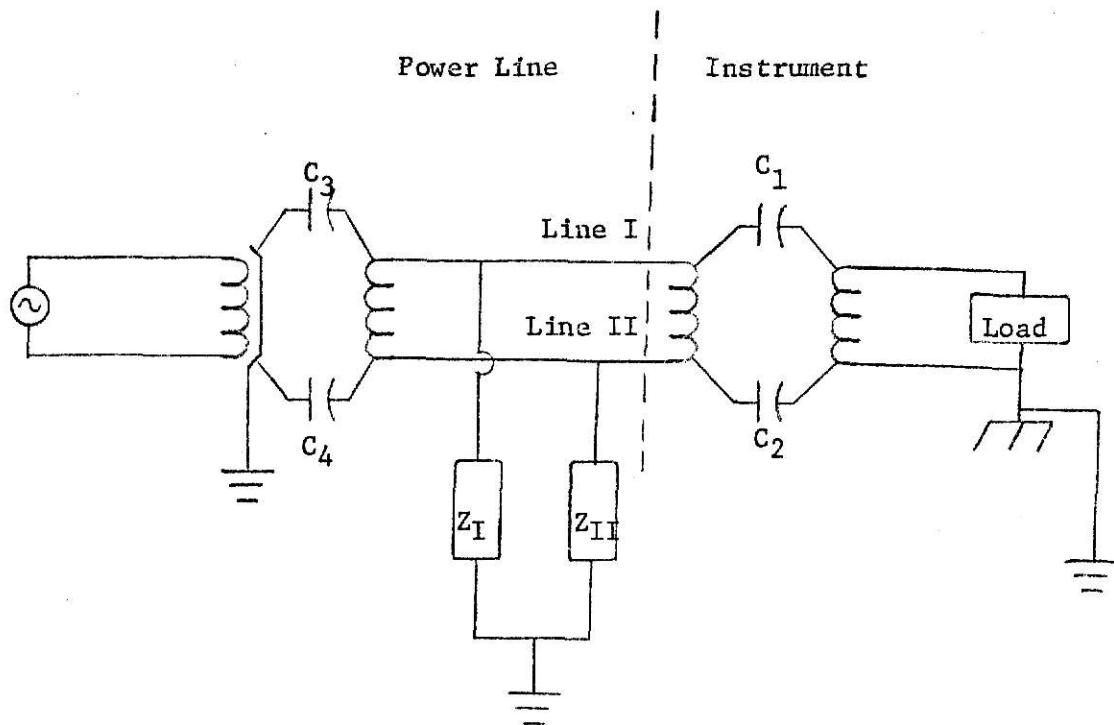 Power Line
Instrument
C3
C1
Line I
Line II
Load
C4
C2
ZI
ZII